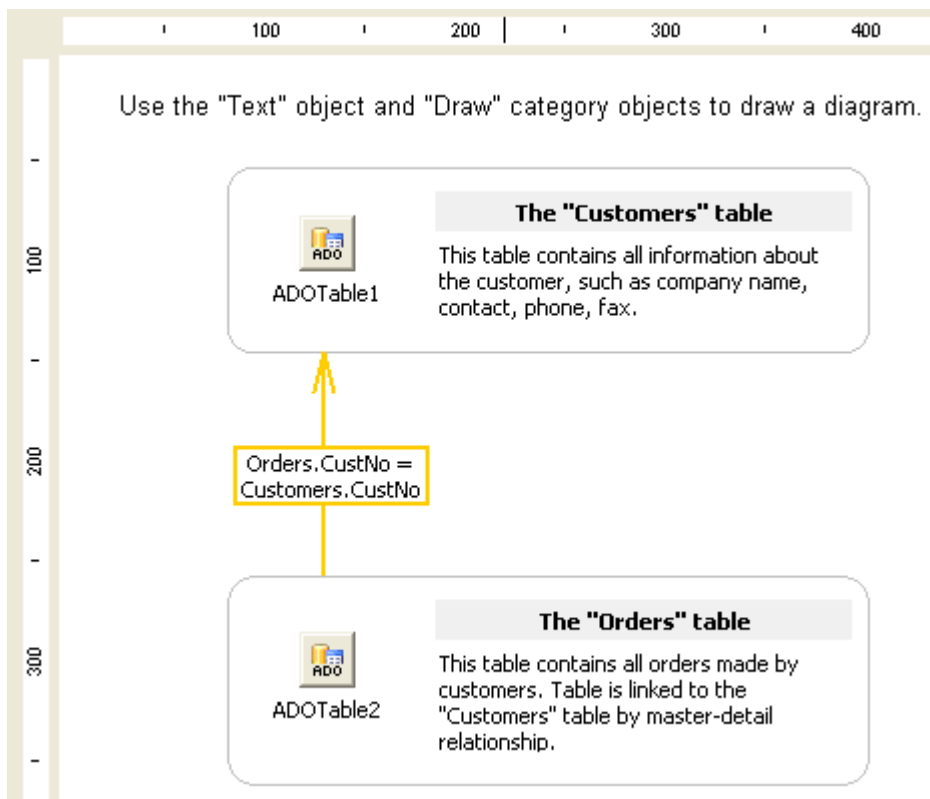 100 200 300 400
Use the "Text" object and "Draw" category objects to draw a diagram.
100
200
300
ADO
ADOTable1
The "Customers" table
This table contains all information about
the customer, such as company name,
contact, phone, fax.
Orders.CustNo =
Customers.CustNo
ADO
ADOTable2
The "Orders" table
This table contains all orders made by
customers. Table is linked to the
"Customers" table by master-detail
relationship.